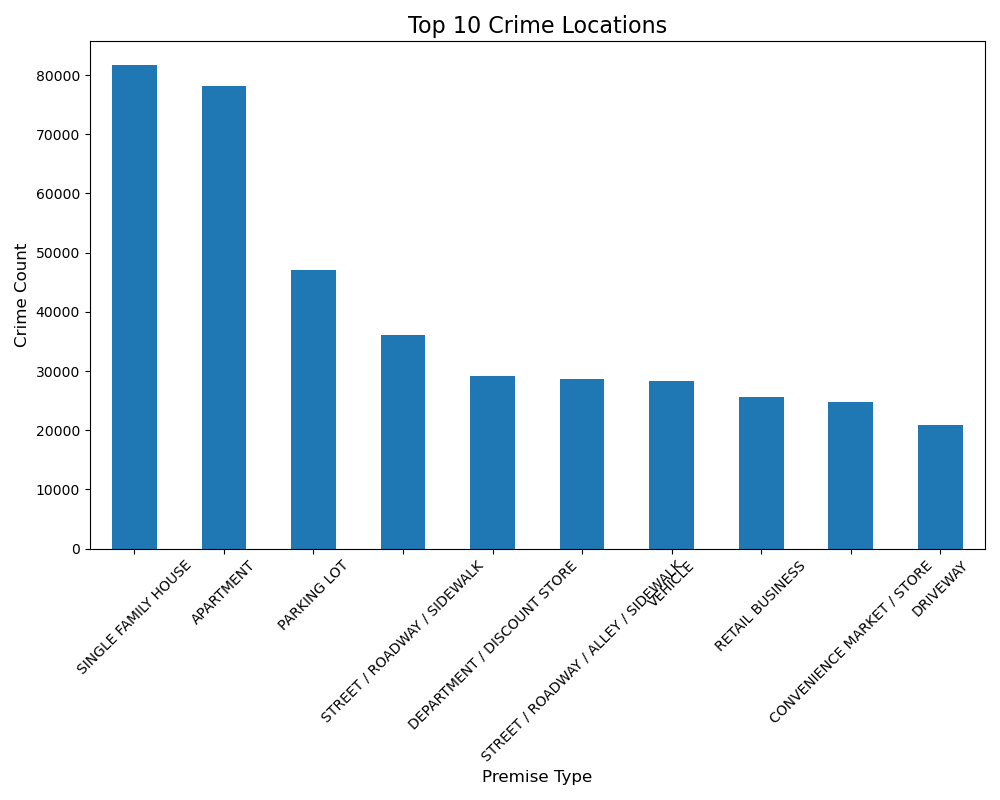 Top 10 Crime Locations
Crime Count
80000
70000
60000
50000
40000
30000
20000
10000
0
SINGLE FAMILY HOUSE
APARTMENT
PARKING LOT
STREET / ROADWAY / SIDEWALK
DEPARTMENT / DISCOUNT STORE
STREET / ROADWAY / ALLEY / SIDEWALK
VEHICLE
RETAIL BUSINESS
CONVENIENCE MARKET / STORE
DRIVEWAY
Premise Type